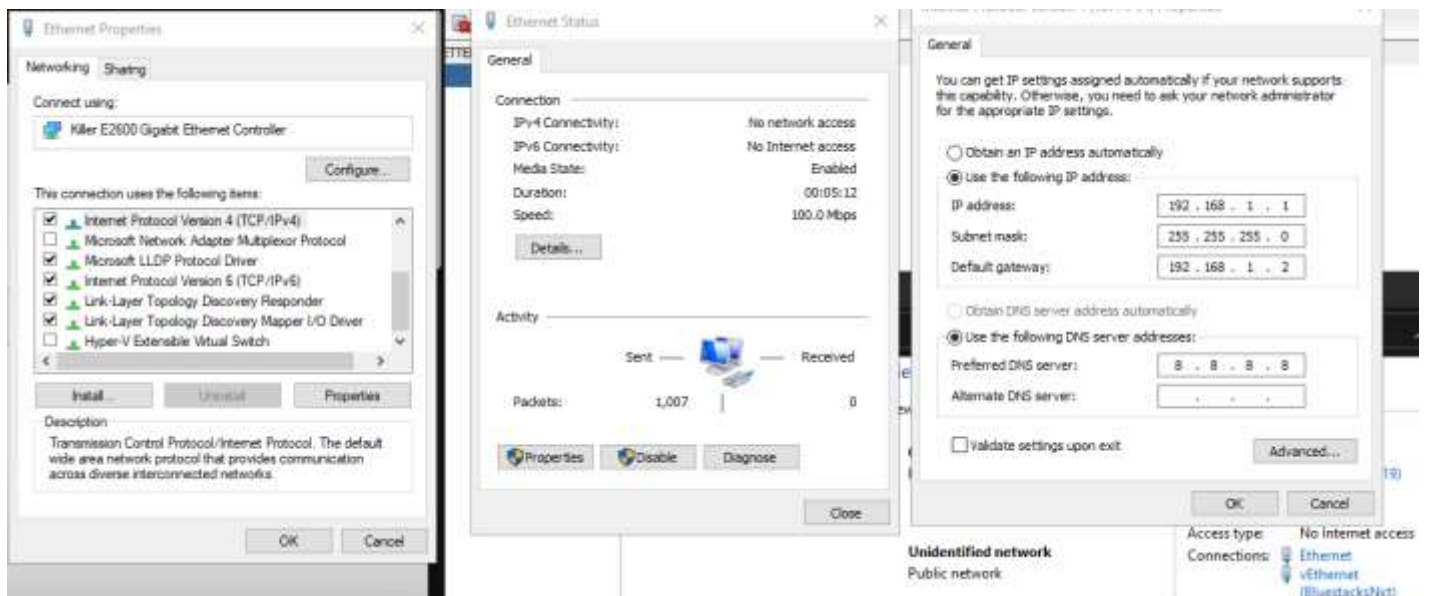 Ethernet Properties
Networking
Sharing
Connect using:
Killer E2600 Gigabit Ethernet Controller
Configure...
This connection uses the following items:
Internet Protocol Version 4 (TCP/IPv4)
Microsoft Network Adapter Multiplexor Protocol
Microsoft LLDP Protocol Driver
Internet Protocol Version 6 (TCP/IPv6)
Link-Layer Topology Discovery Responder
Link-Layer Topology Discovery Mapper I/O Driver
Hyper-V Extensible Virtual Switch
Install...
Uninstall
Properties
Description
Transmission Control Protocol/Internet Protocol. The default
wide area network protocol that provides communication
across diverse interconnected networks.
OK
Cancel
Ethernet Status
General
Connection
IPv4 Connectivity: No network access
IPv6 Connectivity: No Internet access
Media State: Enabled
Duration: 00:05:12
Speed: 100.0 Mbps
Details...
Activity
Sent — Received
Packets: 1,007 | 0
Properties
Disable
Diagnose
Close
General
You can get IP settings assigned automatically if your network supports
this capability. Otherwise, you need to ask your network administrator
for the appropriate IP settings.
Obtain an IP address automatically
Use the following IP address:
IP address: 192 . 168 . 1 . 1
Subnet mask: 255 . 255 . 255 . 0
Default gateway: 192 . 168 . 1 . 2
Obtain DNS server address automatically
Use the following DNS server addresses:
Preferred DNS server: 8 . 8 . 8 . 8
Alternate DNS server: . . .
Validate settings upon exit
Advanced...
OK
Cancel
19)
Unidentified network
Public network
Access type: No Internet access
Connections: Ethernet
vEthernet
(BluestacksNxt)